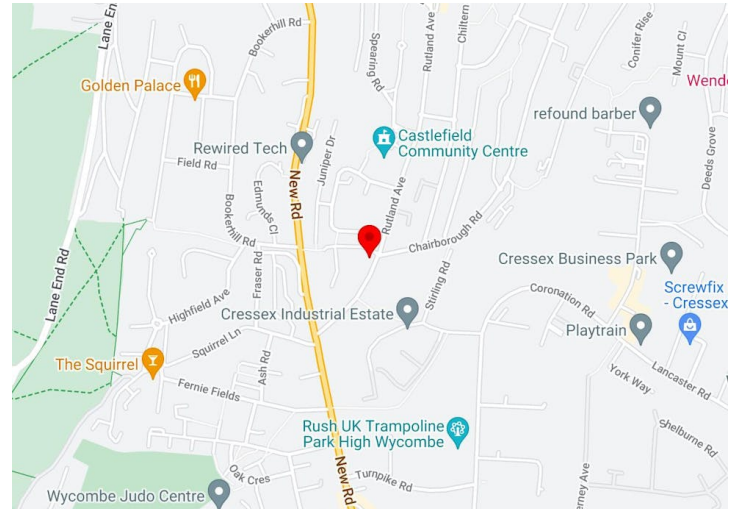 Lane En
Bookerhill Rd
Spearing Rd
Rutland Ave
Chiltern
Conifer Rise
Mount Cl
Golden Palace
Wend
refound barber
Castlefield
Community Centre
Rewired Tech
Juniper Dr
Deeds Grove
Field Rd
Edmunds Cl
New Rd
Rutland Ave
Bookerhill Rd
Chairborough Rd
Lane End Rd
Fraser Rd
Cressex Business Park
Stirling Rd
Highfield Ave
Coronation Rd
Screwfix
- Cressex
Cressex Industrial Estate
Playtrain
Squirrel Ln
The Squirrel
Ash Rd
Lancaster Rd
York Way
Fernie Fields
Rush UK Trampoline
Park High Wycombe
shelburne Rd
Oak Cres
New Rd
Turnpike Rd
erney Ave
Wycombe Judo Centre